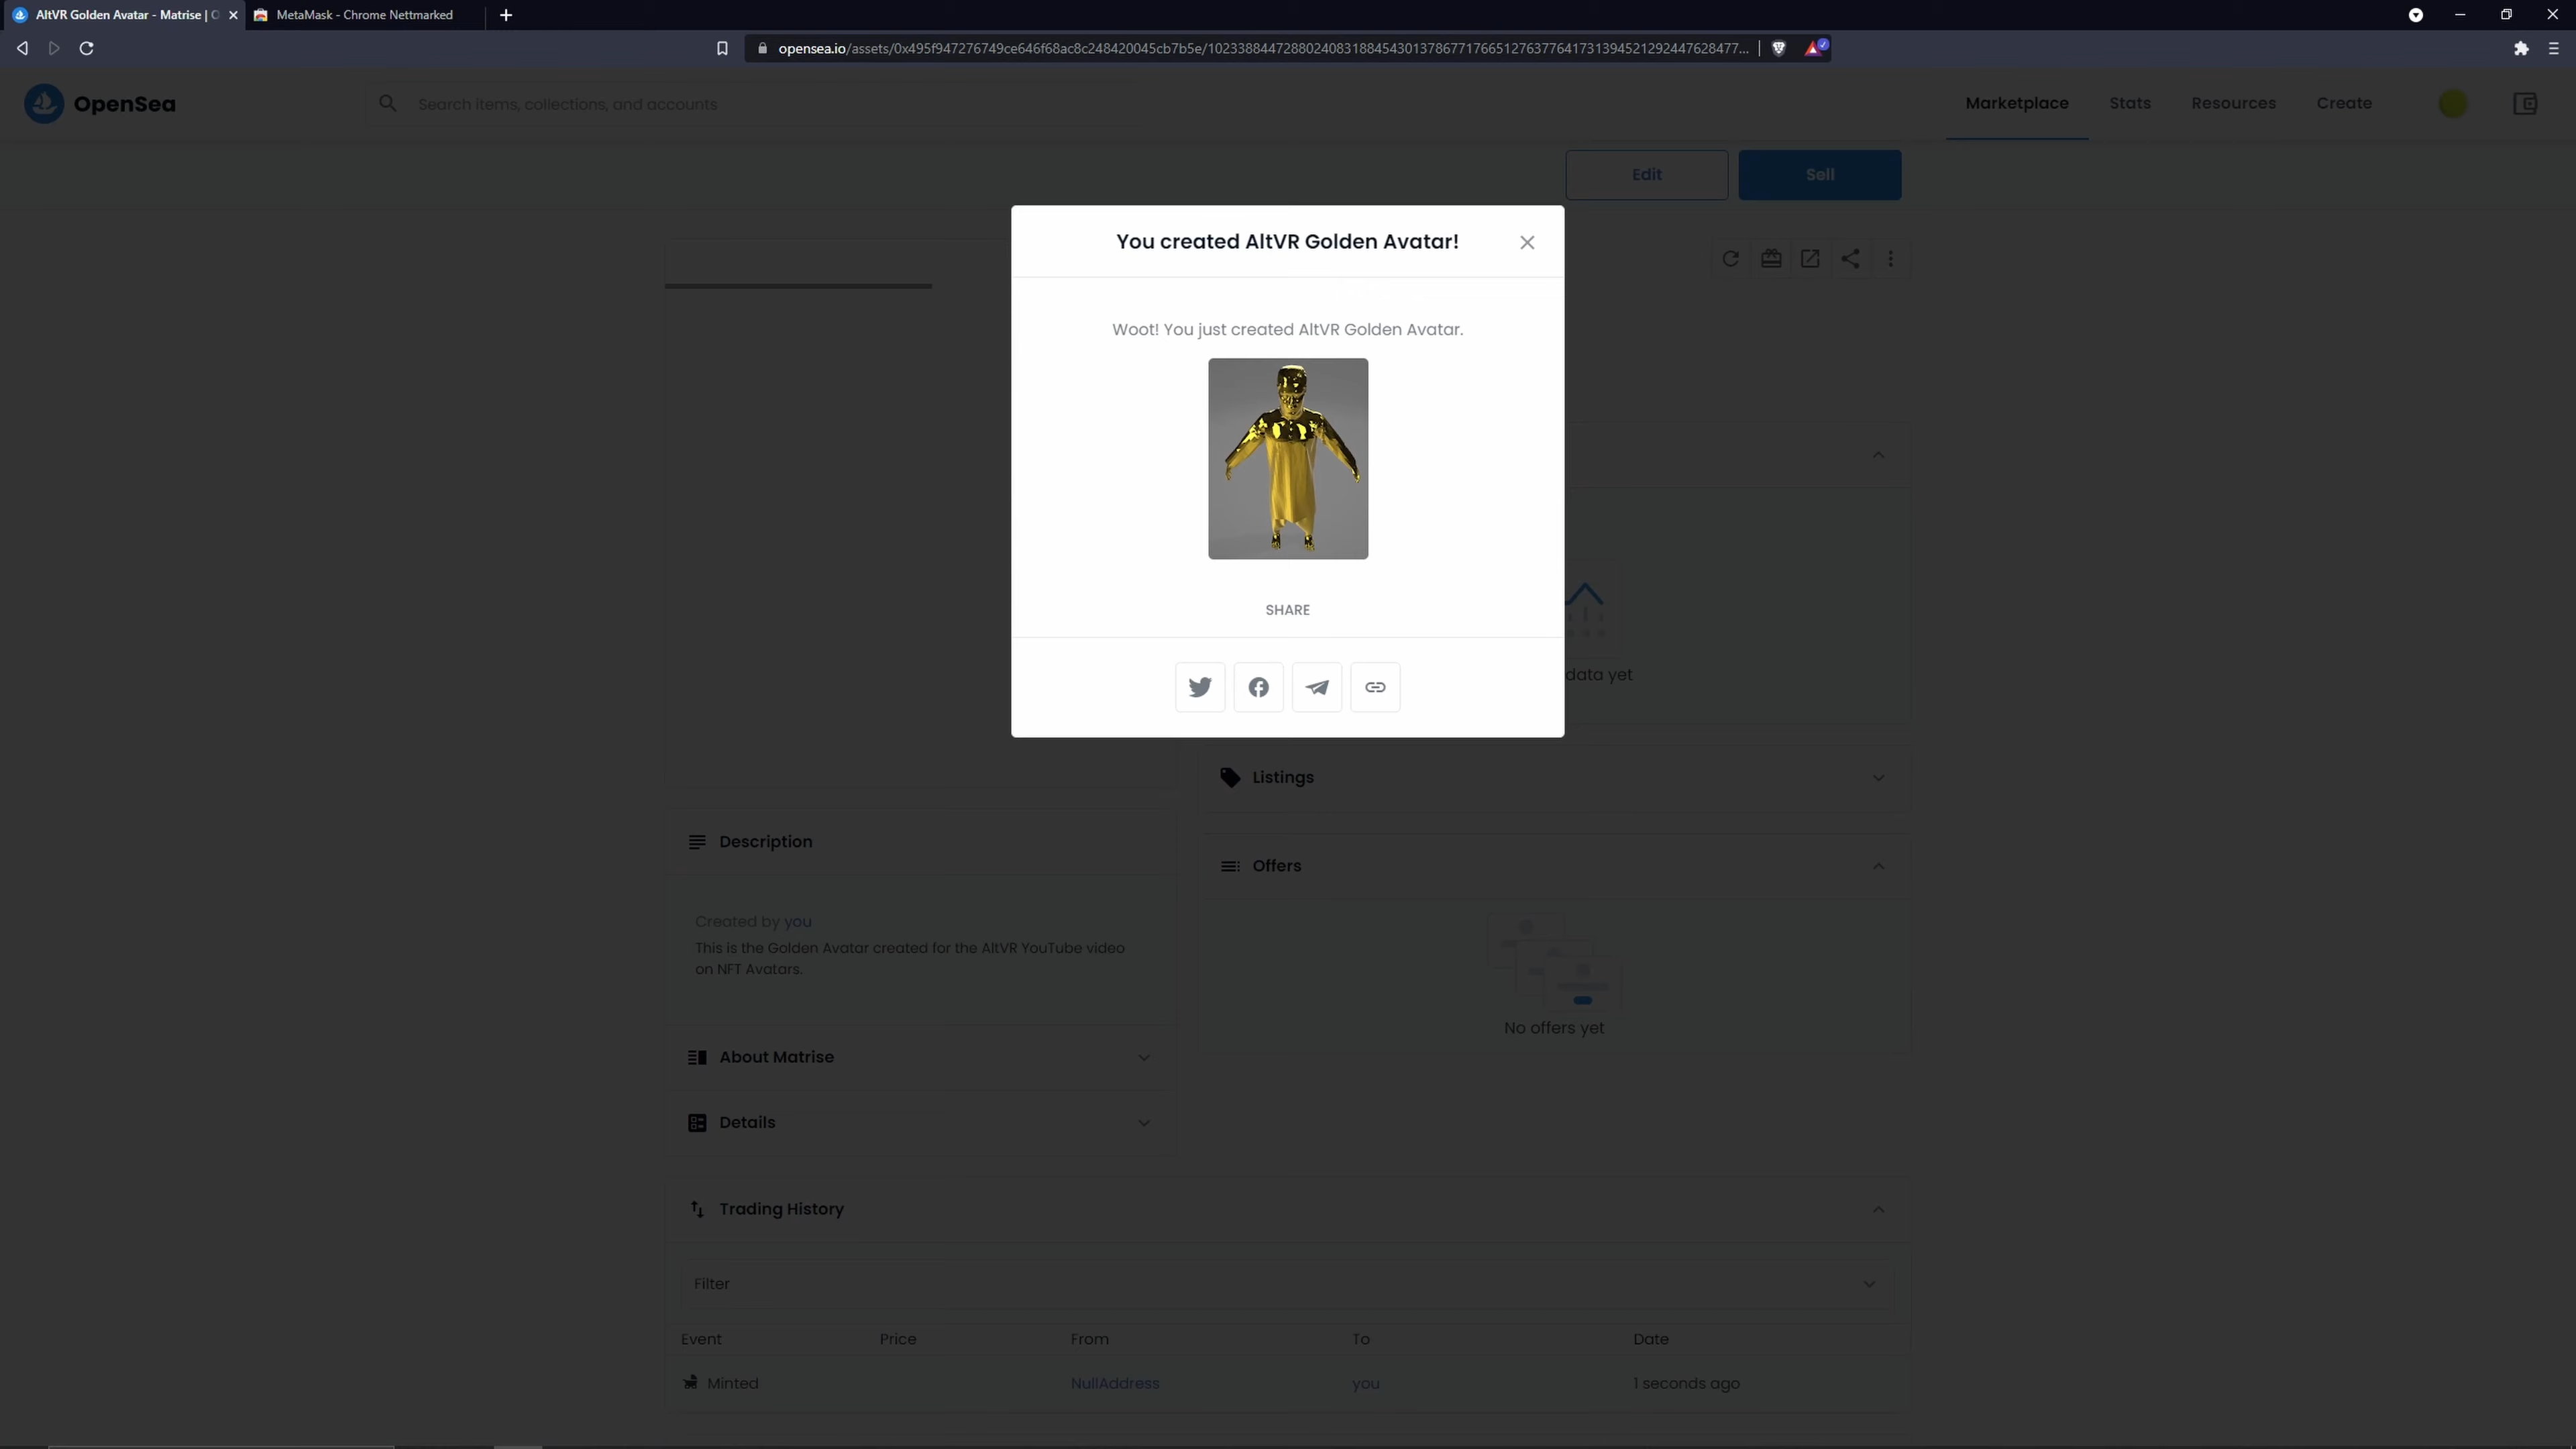 AltVR Golden Avatar - Matrise |
MetaMask - Chrome Nettmarked
opensea.io/assets/0x495f947276749ce646f68ac8c248420045cb7b5e/1023388447288024083188454301378677176651276377641731394521292447628477...
OpenSea
Search items, collections, and accounts
Marketplace
Stats
Resources
Create
Edit
Sell
You created AltVR Golden Avatar!
Woot! You just created AltVR Golden Avatar.
SHARE
data yet
Listings
Description
Offers
Created by you
This is the Golden Avatar created for the AltVR YouTube video
on NFT Avatars.
No offers yet
About Matrise
Details
Trading History
Filter
Event Price From To Date
Minted NullAddress you 1 seconds ago